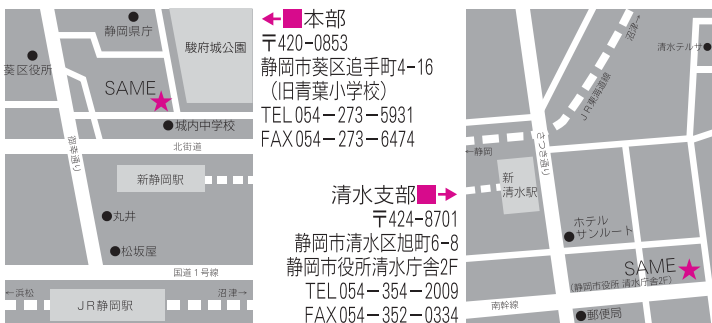 静岡県庁
駿府城公園
葵区役所
SAME
城内中学校
北街道
御幸通り
新静岡駅
丸井
松坂屋
国道1号線
←浜松
沼津→
JR静岡駅
←■本部
〒420-0853
静岡市葵区追手町4-16
（旧青葉小学校）
TEL054－273－5931
FAX054－273－6474
清水支部■→
〒424-8701
静岡市清水区旭町6-8
静岡市役所清水庁舎2F
TEL054－354－2009
FAX054－352－0334
沼津→
清水テルサ
JR東海道線
←静岡
さつき通り
新
清水駅
ホテル
サンルート
SAME
（静岡市役所 清水庁舎2F）
南幹線
郵便局